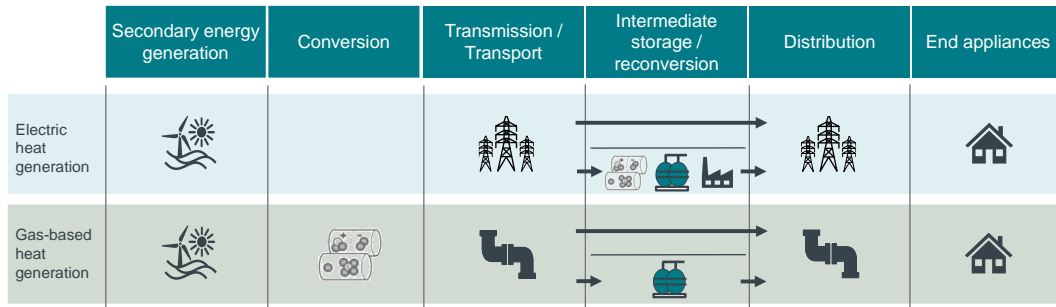 Secondary energy
generation
Conversion
Transmission /
Transport
Intermediate
storage /
reconversion
Distribution
End appliances
Electric
heat
generation
Gas-based
heat
generation